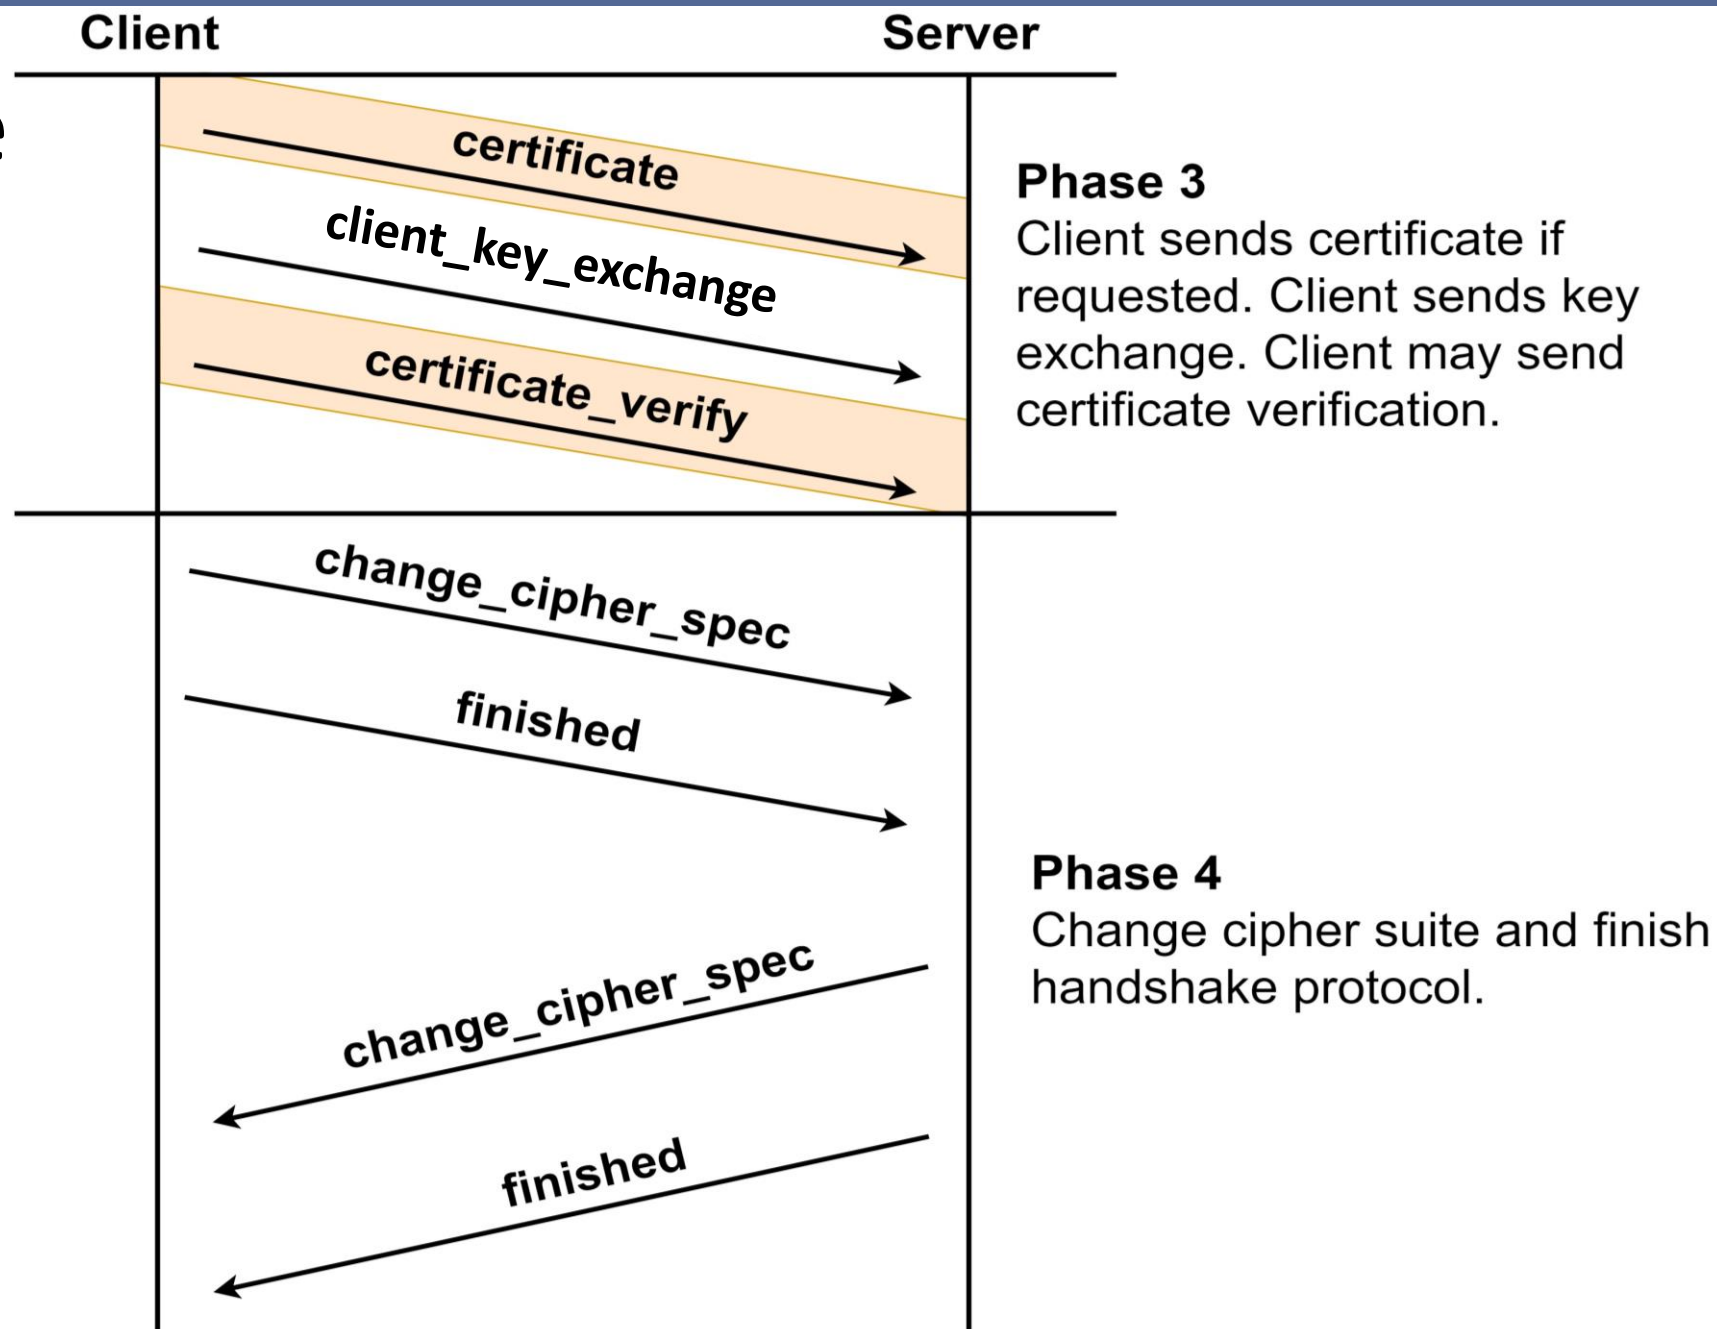 Client
Server
certificate
client_key_exchange
certificate_verify
Phase 3
Client sends certificate if
requested. Client sends key
exchange. Client may send
certificate verification.
change_cipher_spec
finished
change_cipher_spec
finished
Phase 4
Change cipher suite and finish
handshake protocol.